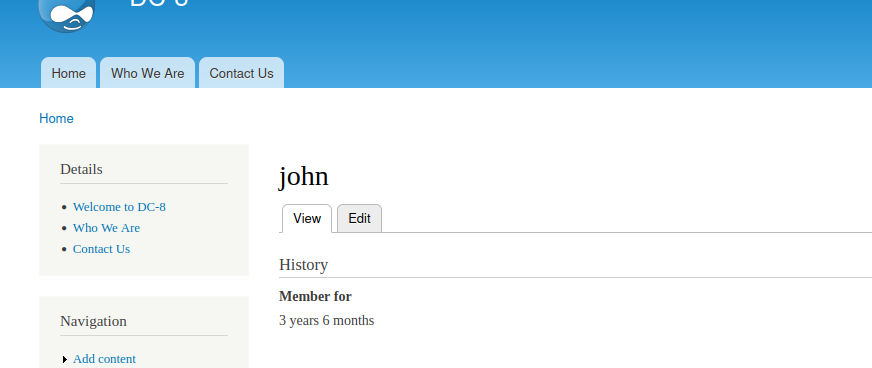 DC-8
Home
Who We Are
Contact Us
Home
Details
Welcome to DC-8
Who We Are
Contact Us
Navigation
Add content
john
View
Edit
History
Member for
3 years 6 months